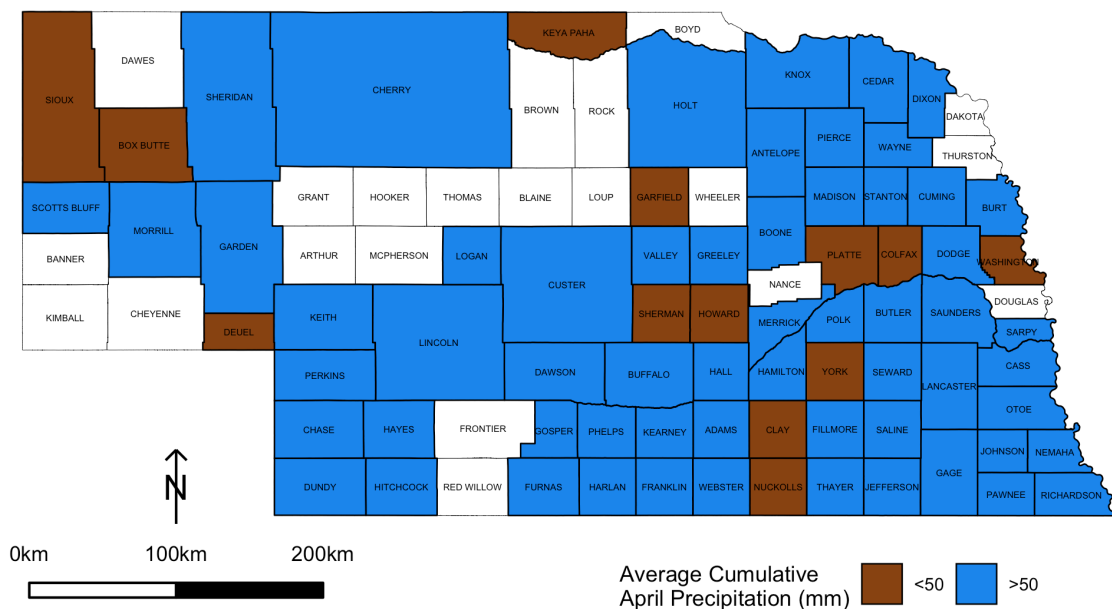 KEYA PAHA
BOYD
DAWES
KNOX
CEDAR
CHERRY
SIOUX
SHERIDAN
HOLT
DIXON
BROWN
ROCK
DAKOTA
PIERCE
BOX BUTTE
WAYNE
ANTELOPE
THURSTON
GRANT
HOOKER
THOMAS
BLAINE
LOUP
GARFIELD
WHEELER
MADISON
STANTON
CUMING
SCOTTS BLUFF
BURT
MORRILL
BOONE
GARDEN
BANNER
ARTHUR
MCPHERSON
LOGAN
VALLEY
GREELEY
PLATTE
COLFAX
DODGE
WASHINGTON
CUSTER
NANCE
DOUGLAS
KIMBALL
CHEYENNE
KEITH
SHERMAN
HOWARD
MERRICK
POLK
BUTLER
SAUNDERS
DEUEL
SARPY
LINCOLN
PERKINS
DAWSON
BUFFALO
HALL
HAMILTON
YORK
SEWARD
CASS
LANCASTER
OTOE
CHASE
HAYES
FRONTIER
GOSPER
PHELPS
KEARNEY
ADAMS
CLAY
FILLMORE
SALINE
JOHNSON
NEMAHA
GAGE
DUNDY
HITCHCOCK
RED WILLOW
FURNAS
HARLAN
FRANKLIN
WEBSTER
NUCKOLLS
THAYER
JEFFERSON
PAWNEE
RICHARDSON
N
0km 100km 200km
Average Cumulative
April Precipitation (mm)
<50
>50